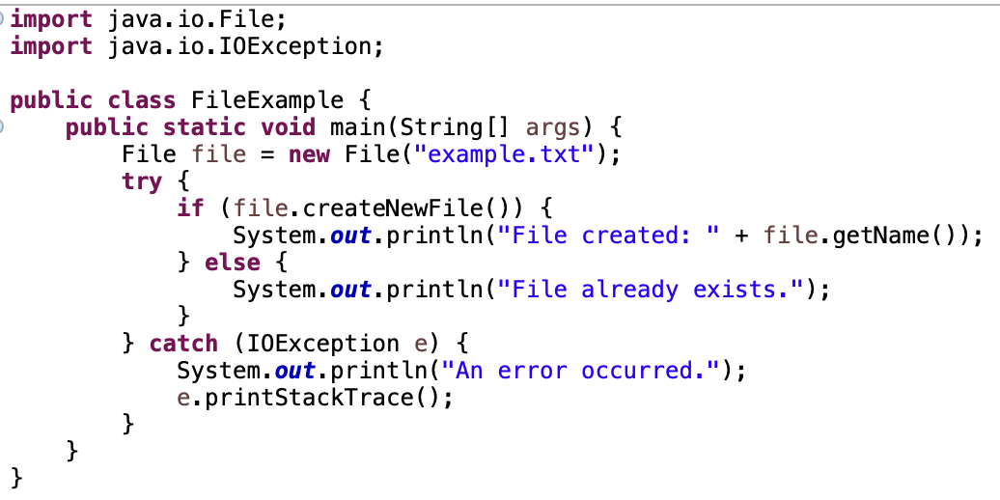 import java.io.File;
import java.io.IOException;

public class FileExample {
    public static void main(String[] args) {
        File file = new File("example.txt");
        try {
            if (file.createNewFile()) {
                System.out.println("File created: " + file.getName());
            } else {
                System.out.println("File already exists.");
            }
        } catch (IOException e) {
            System.out.println("An error occurred.");
            e.printStackTrace();
        }
    }
}